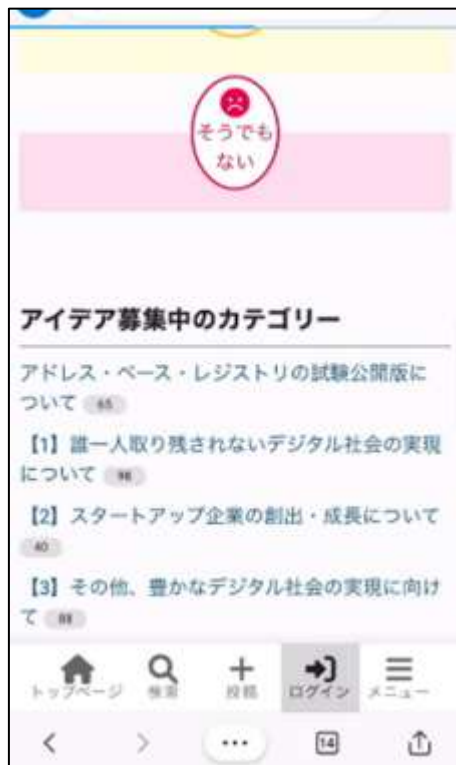 そうでも
ない
アイデア募集中のカテゴリー
アドレス・ベース・レジストリの試験公開版に
ついて 65
【1】誰一人取り残されないデジタル社会の実現
について 98
【2】スタートアップ企業の創出・成長について
40
【3】その他、豊かなデジタル社会の実現に向け
て
トップページ 検索 投稿 ログイン メニュー
14